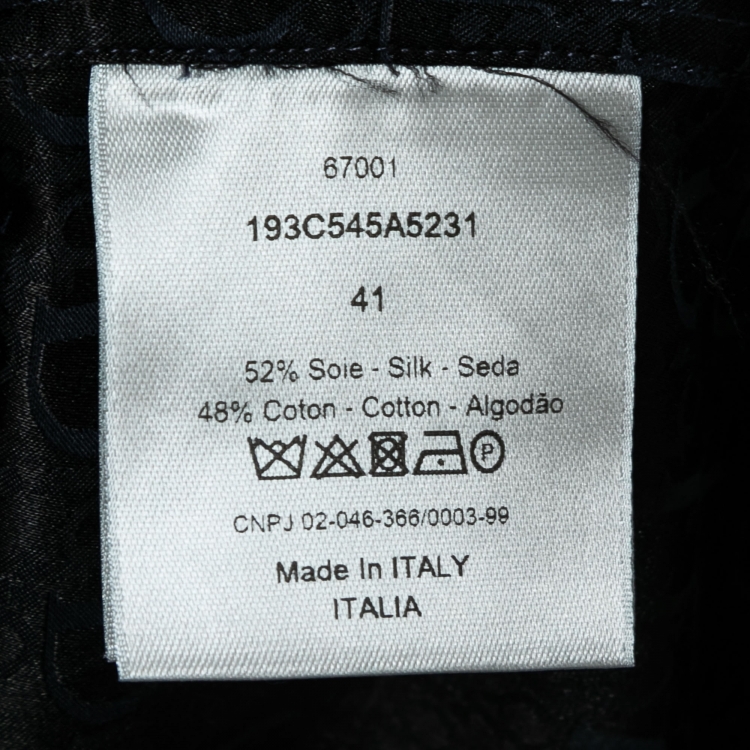 67001
193C545A5231
41
52% Soie - Silk - Seda
48% Coton - Cotton - Algodão
P
CNPJ 02-046-366/0003-99
Made In ITALY
ITALIA